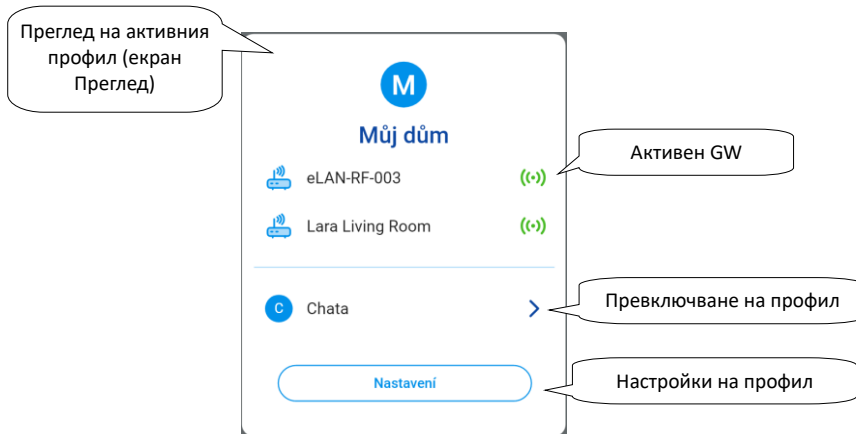 Преглед на активния
профил (екран
Преглед)
M
Můj dům
eLAN-RF-003
Активен GW
Lara Living Room
C
Chata
Превключване на профил
Nastavení
Настройки на профил